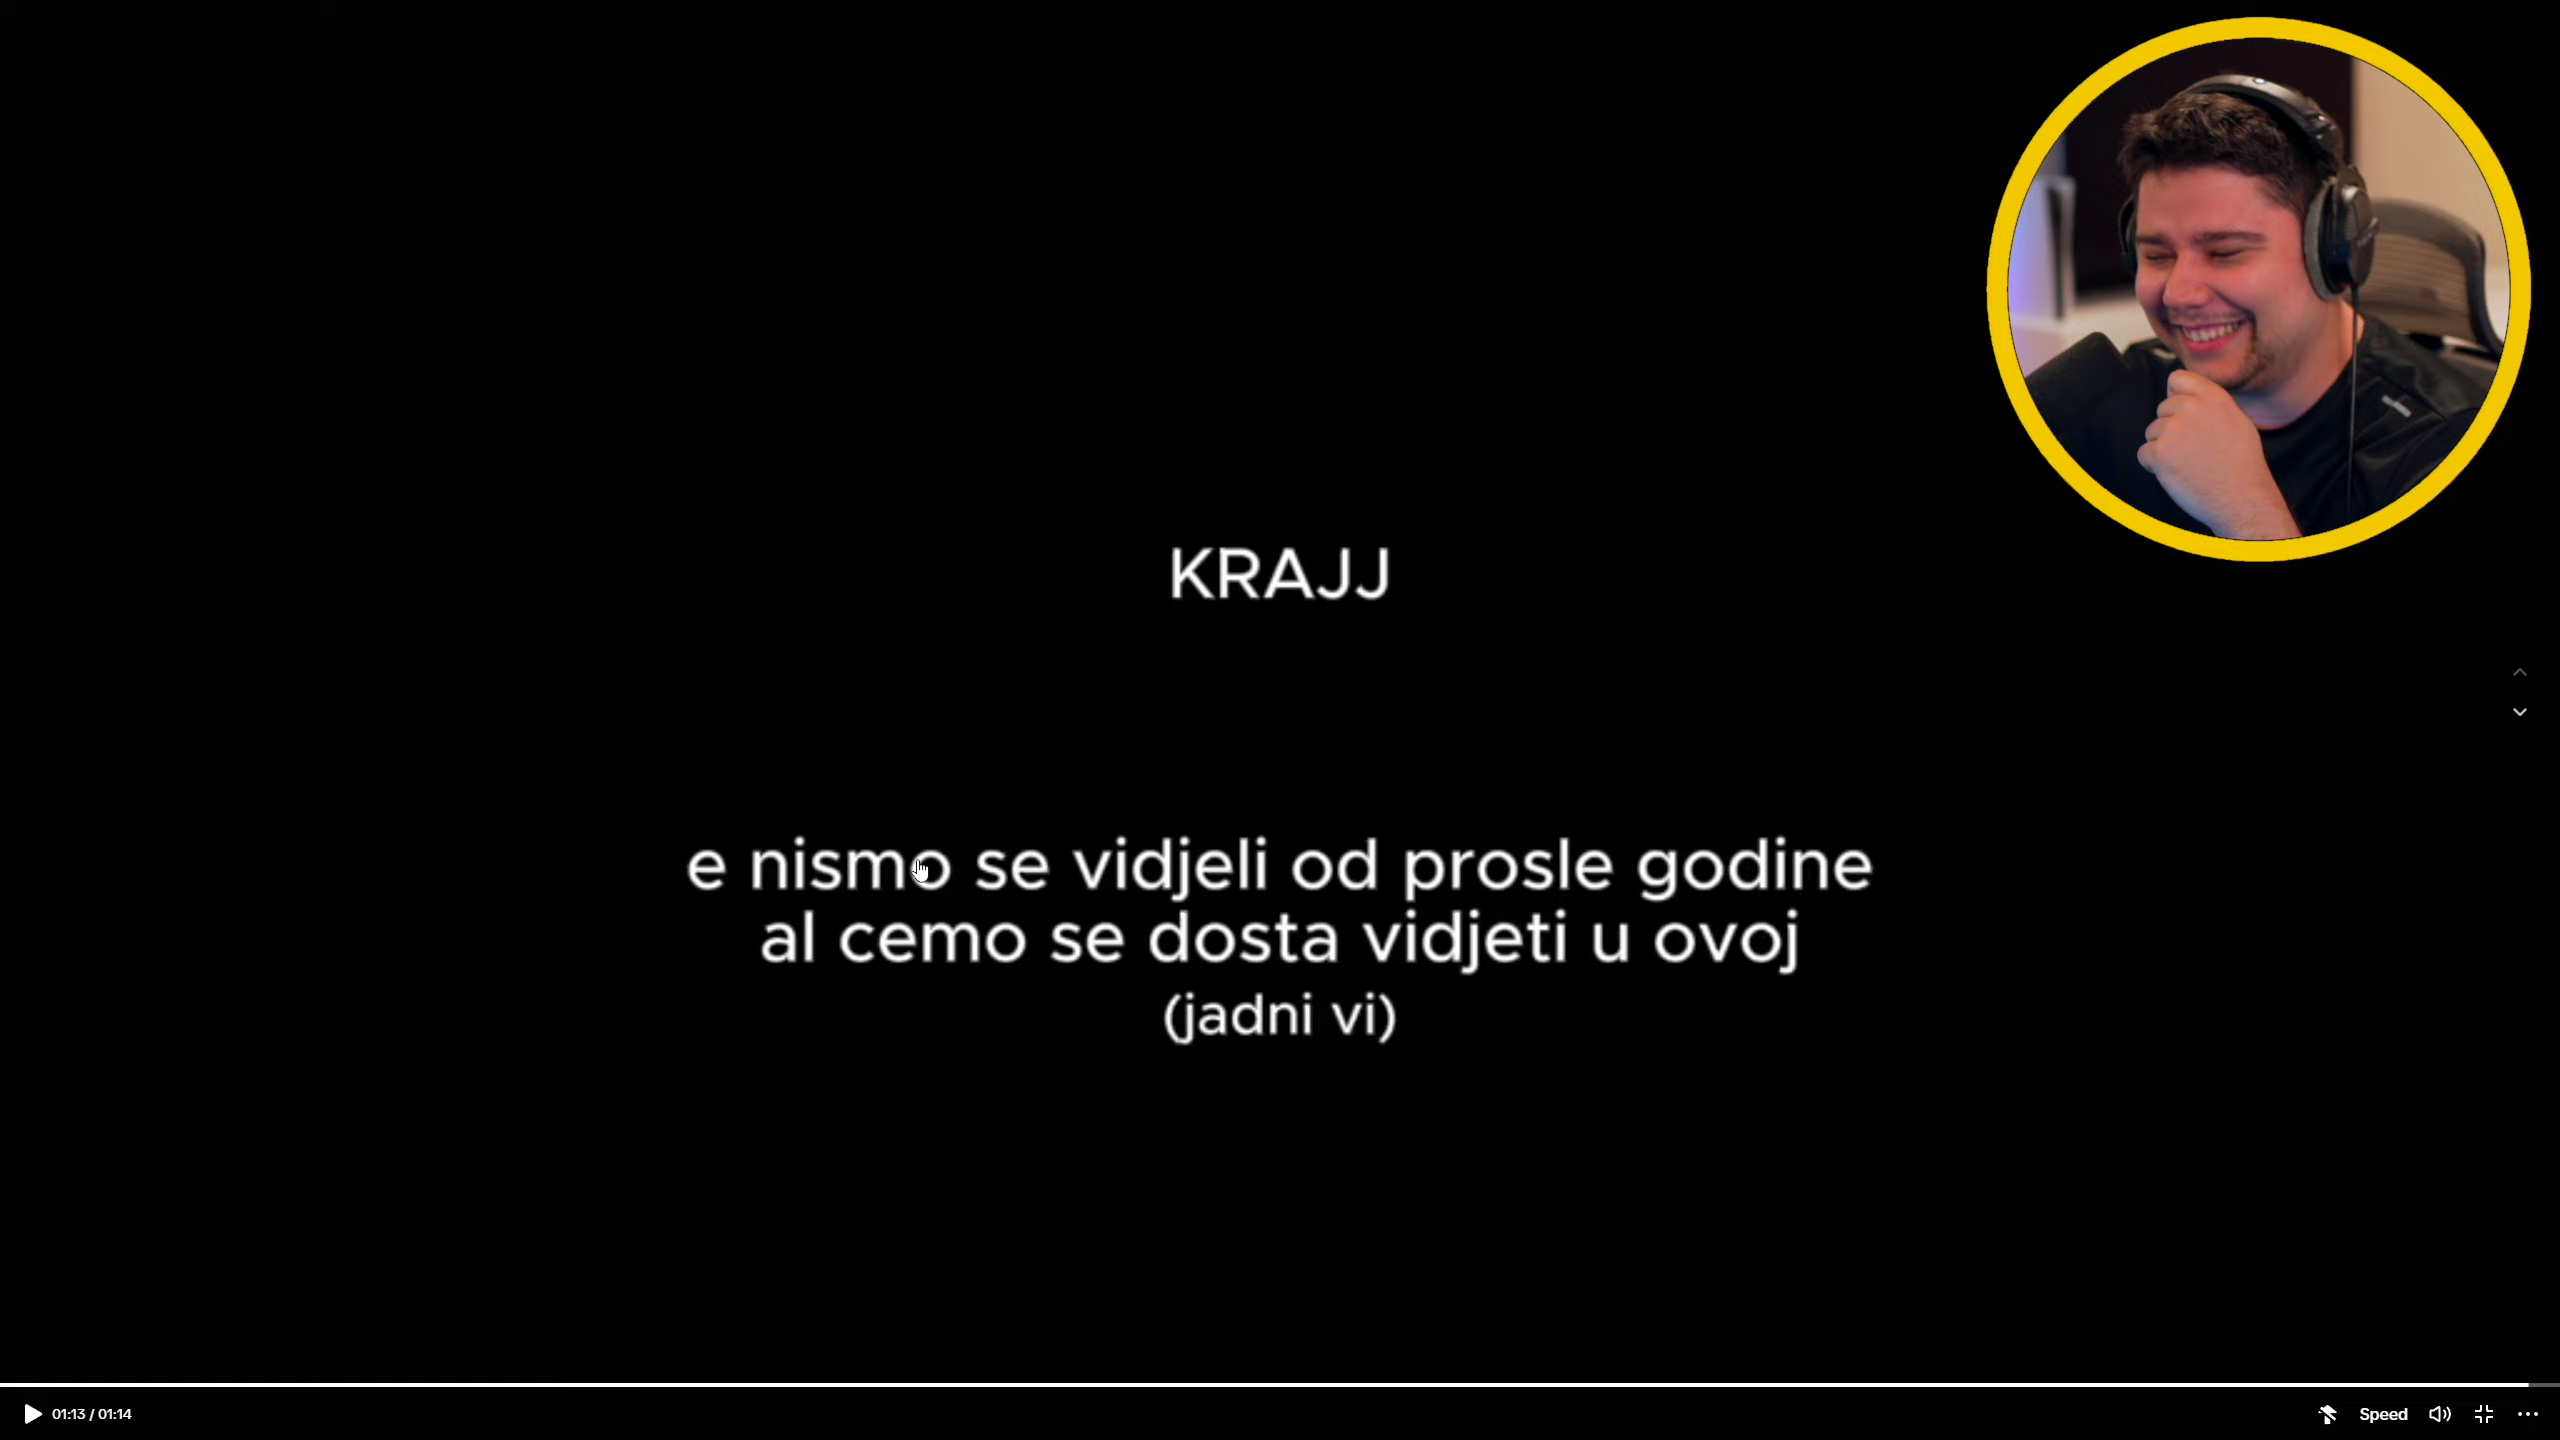 KRAJJ
e nismo se vidjeli od prosle godine
al cemo se dosta vidjeti u ovoj
(jadni vi)
01:13 / 01:14
Speed